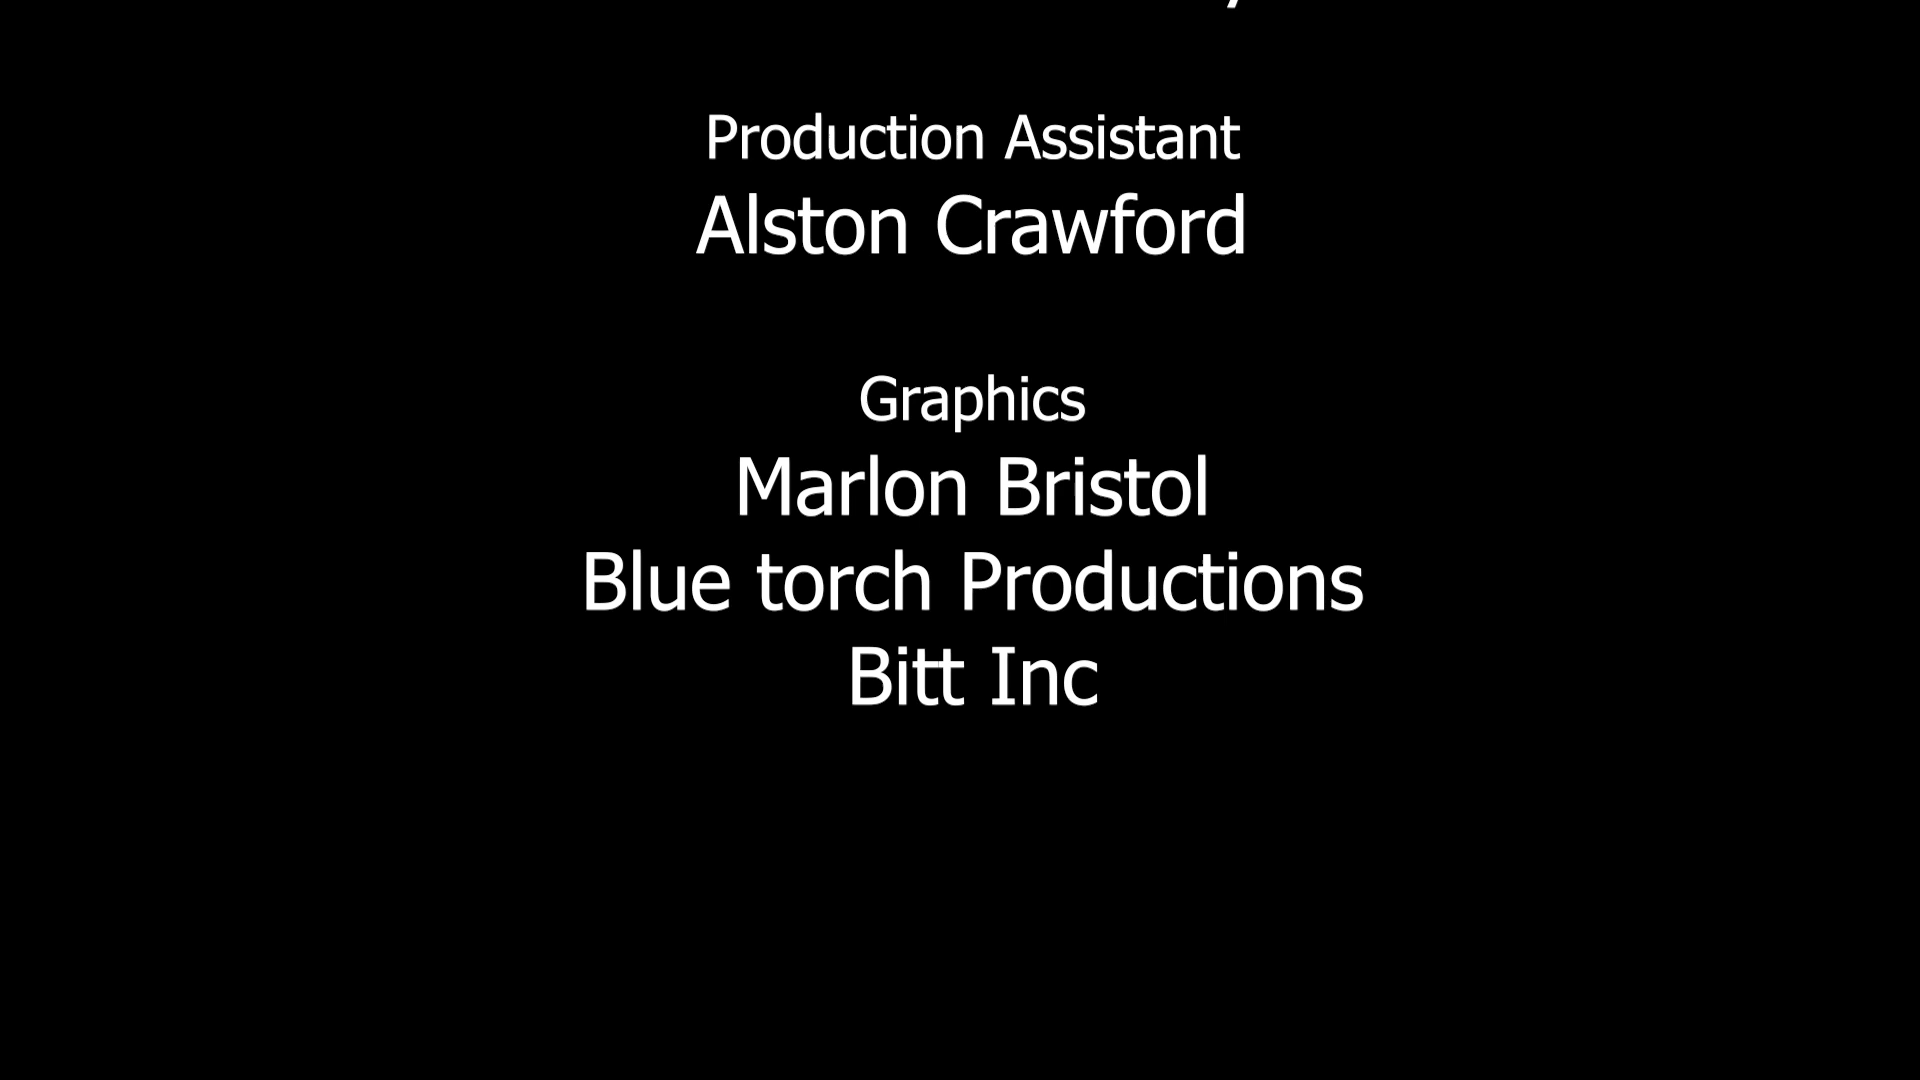 Production Assistant
Alston Crawford
Graphics
Marlon Bristol
Blue torch Productions
Bitt Inc